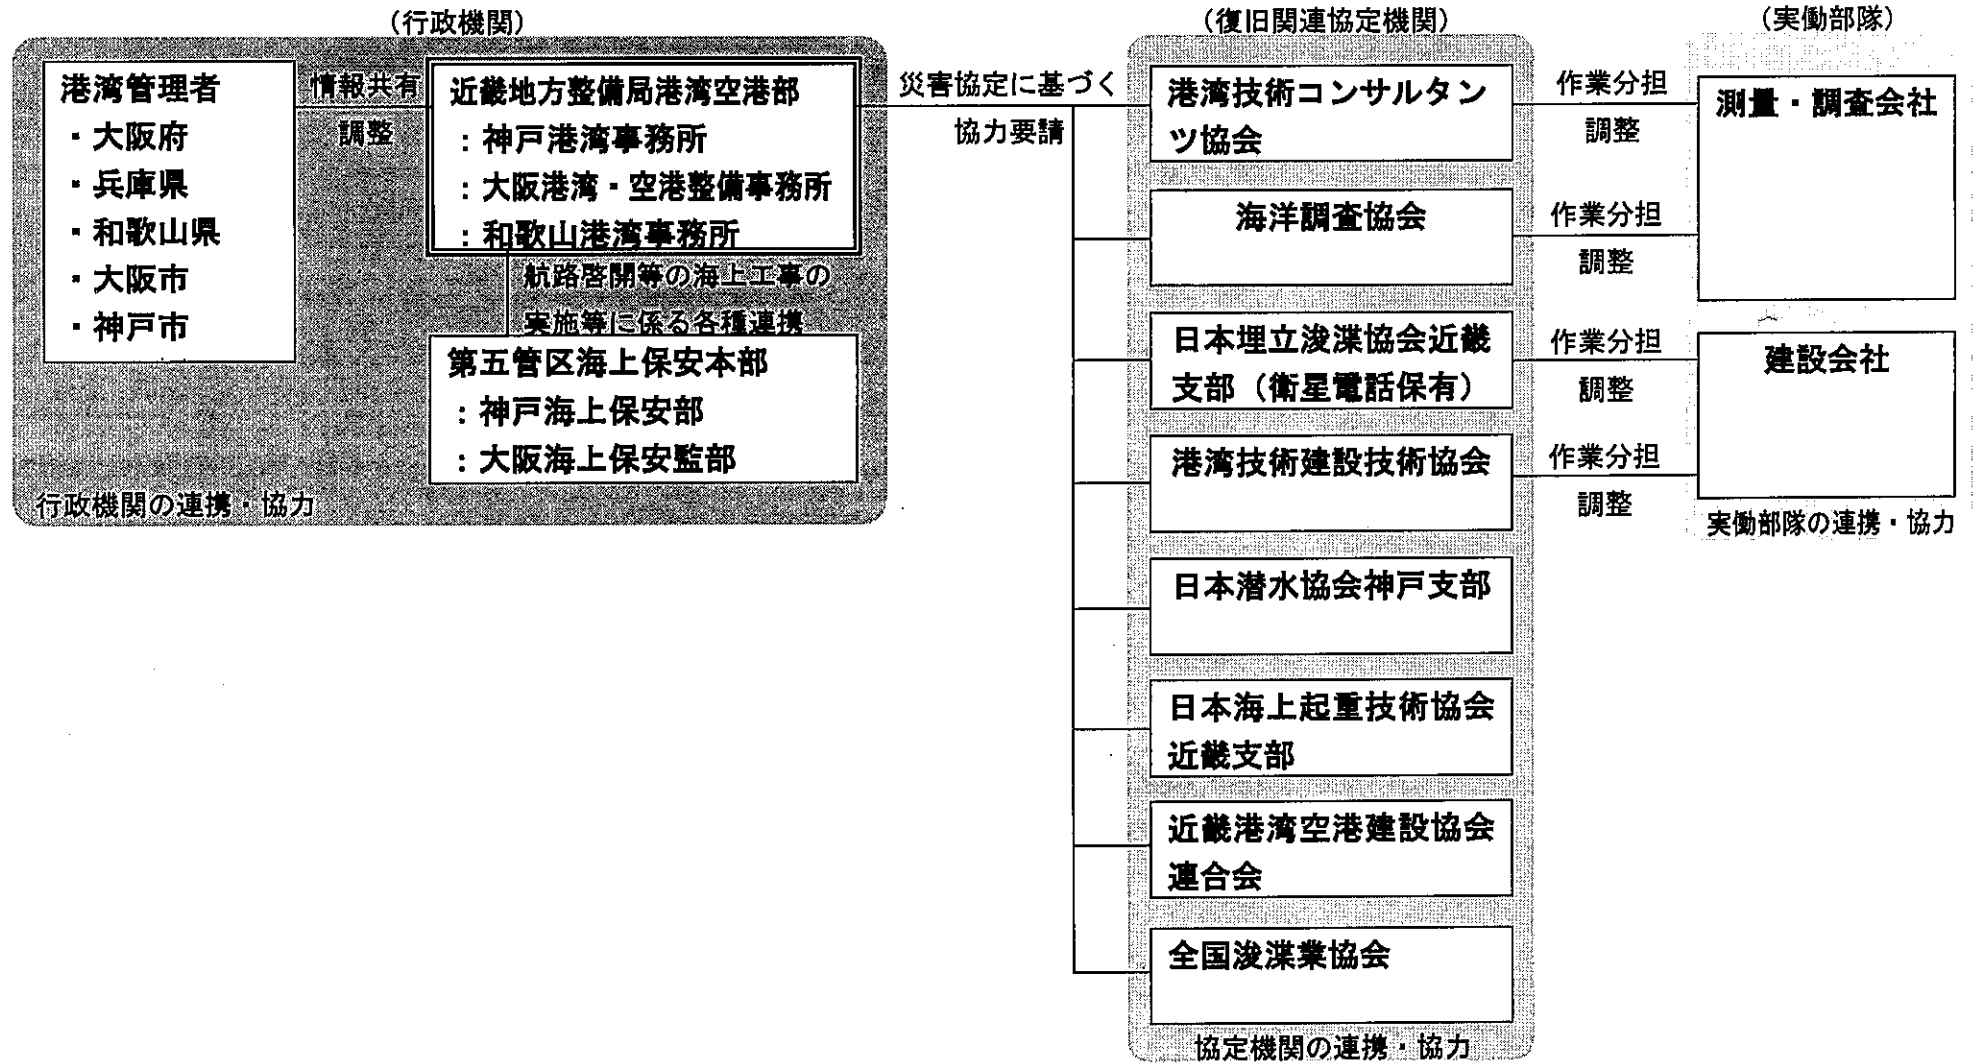 (行政機関)
港湾管理者
・大阪府
・兵庫県
・和歌山県
・大阪市
・神戸市
情報共有
調整
近畿地方整備局港湾空港部
:神戸港湾事務所
:大阪港湾・空港整備事務所
:和歌山港湾事務所
航路啓開等の海上工事の
実施等に係る各種連携
第五管区海上保安本部
:神戸海上保安部
:大阪海上保安監部
行政機関の連携・協力
災害協定に基づく
協力要請
(復旧関連協定機関)
港湾技術コンサルタン
ツ協会
海洋調査協会
日本埋立浚渫協会近畿
支部(衛星電話保有)
港湾技術建設技術協会
日本潜水協会神戸支部
日本海上起重技術協会
近畿支部
近畿港湾空港建設協会
連合会
全国浚渫業協会
協定機関の連携・協力
作業分担
調整
作業分担
調整
作業分担
調整
作業分担
調整
(実働部隊)
測量・調査会社
建設会社
実働部隊の連携・協力